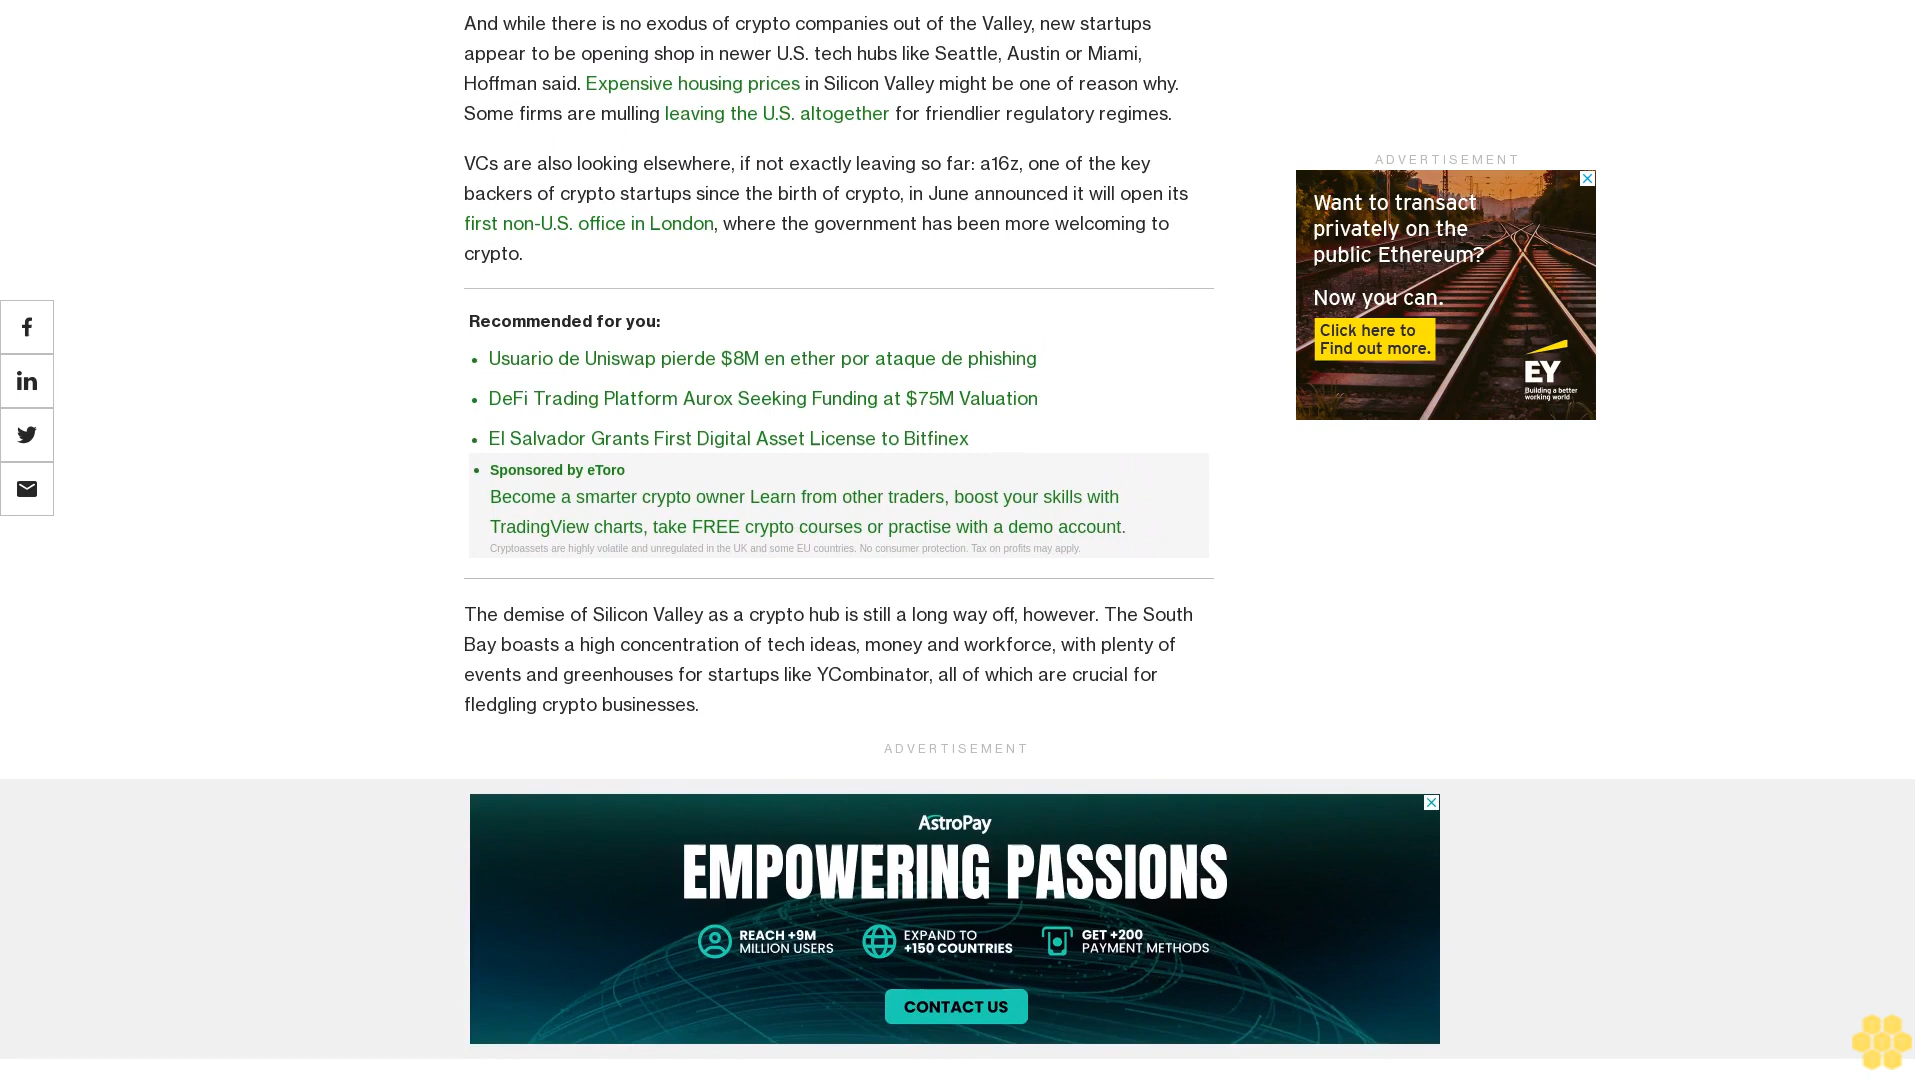 And while there is no exodus of crypto companies out of the Valley, new startups
appear to be opening shop in newer U.S. tech hubs like Seattle, Austin or Miami,
Hoffman said. Expensive housing prices in Silicon Valley might be one of reason why.
Some firms are mulling leaving the U.S. altogether for friendlier regulatory regimes.
VCs are also looking elsewhere, if not exactly leaving so far: a16z, one of the key
backers of crypto startups since the birth of crypto, in June announced it will open its
first non-U.S. office in London, where the government has been more welcoming to
crypto.
Recommended for you:
• Usuario de Uniswap pierde $8M en ether por ataque de phishing
• DeFi Trading Platform Aurox Seeking Funding at $75M Valuation
• El Salvador Grants First Digital Asset License to Bitfinex
• Sponsored by eToro
Become a smarter crypto owner Learn from other traders, boost your skills with
TradingView charts, take FREE crypto courses or practise with a demo account.
Cryptoassets are highly volatile and unregulated in the UK and some EU countries. No consumer protection. Tax on profits may apply.
The demise of Silicon Valley as a crypto hub is still a long way off, however. The South
Bay boasts a high concentration of tech ideas, money and workforce, with plenty of
events and greenhouses for startups like YCombinator, all of which are crucial for
fledgling crypto businesses.
ADVERTISEMENT
Want to transact
privately on the
public Ethereum?
Now you can.
Click here to
Find out more.
EY
Building a better
working world
ADVERTISEMENT
AstroPay
EMPOWERING PASSIONS
REACH +9M
MILLION USERS
EXPAND TO
+150 COUNTRIES
GET +200
PAYMENT METHODS
CONTACT US